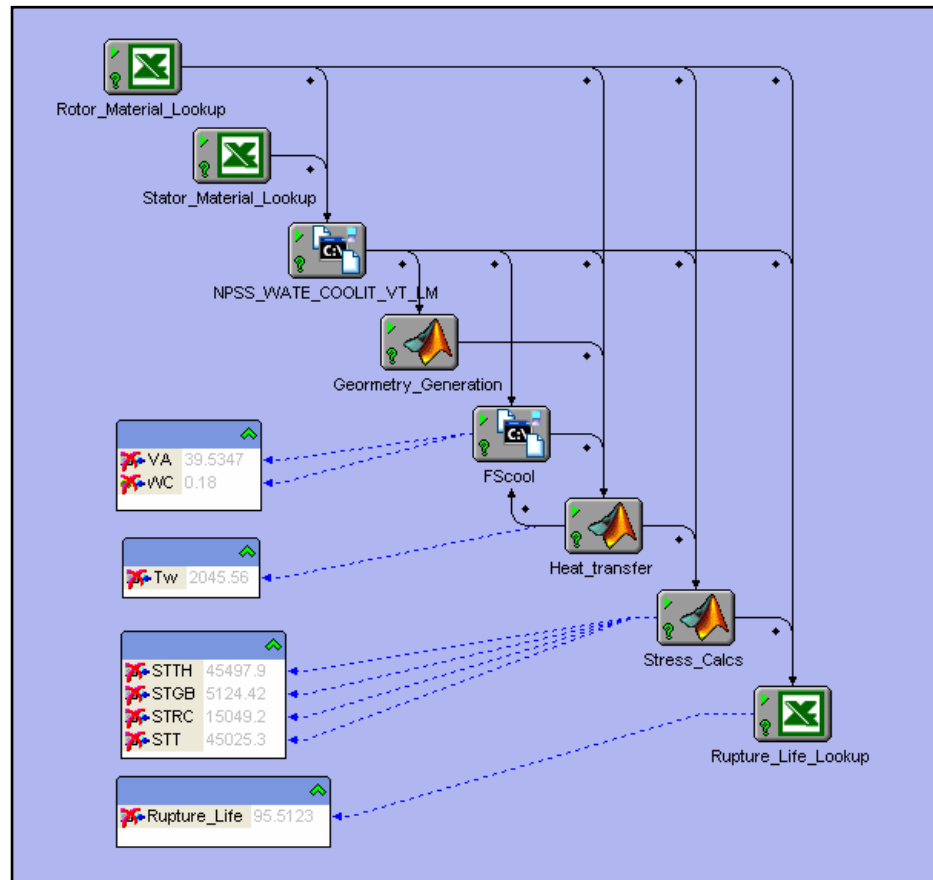 Rotor_Material_Lookup
Stator_Material_Lookup
C:\
NPSS_WATE_COOLIT_VT_LM
Geormetry_Generation
C:\
FScool
VA 39.5347
WC 0.18
Heat_transfer
Tw 2045.56
Stress_Calcs
STTH 45497.9
STGB 5124.42
STRC 15049.2
STT 45025.3
Rupture_Life_Lookup
Rupture_Life 95.5123